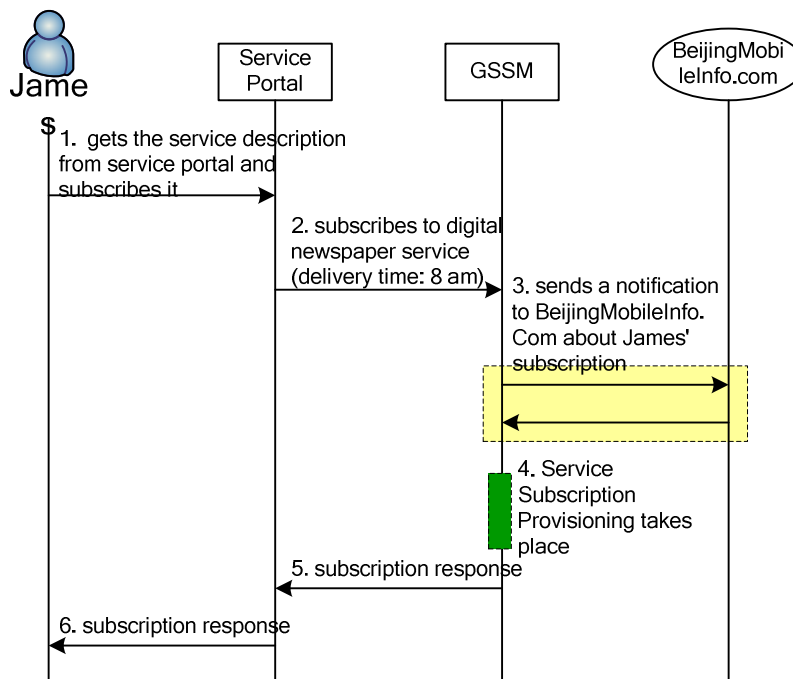 Jame
Service
Portal
GSSM
BeijingMobi
leInfo.com
$
1. gets the service description
from service portal and
subscribes it
2. subscribes to digital
newspaper service
(delivery time: 8 am)
3. sends a notification
to BeijingMobileInfo.
Com about James'
subscription
4. Service
Subscription
Provisioning takes
place
5. subscription response
6. subscription response